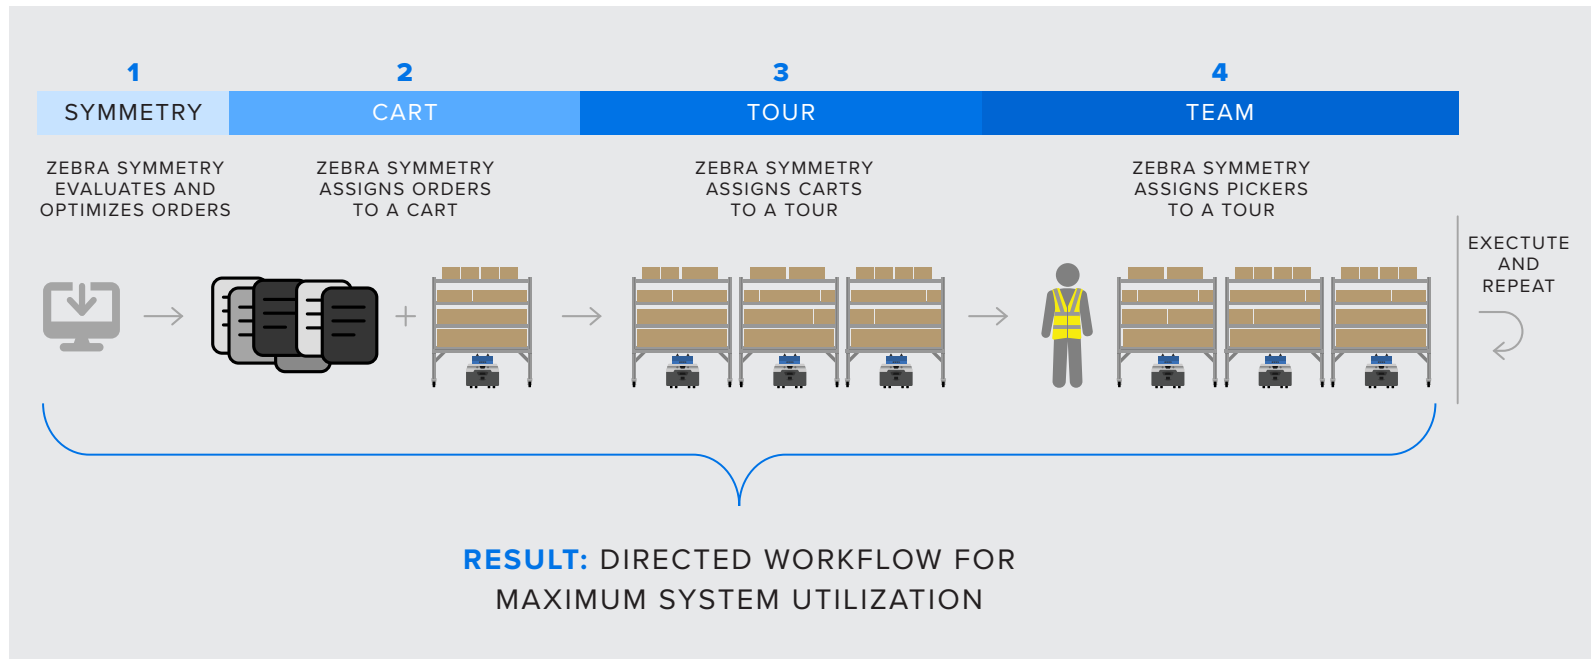 1
SYMMETRY
ZEBRA SYMMETRY
EVALUATES AND
OPTIMIZES ORDERS
2
CART
ZEBRA SYMMETRY
ASSIGNS ORDERS
TO A CART
3
TOUR
ZEBRA SYMMETRY
ASSIGNS CARTS
TO A TOUR
4
TEAM
ZEBRA SYMMETRY
ASSIGNS PICKERS
TO A TOUR
EXECTUTE
AND
REPEAT
RESULT: DIRECTED WORKFLOW FOR
MAXIMUM SYSTEM UTILIZATION